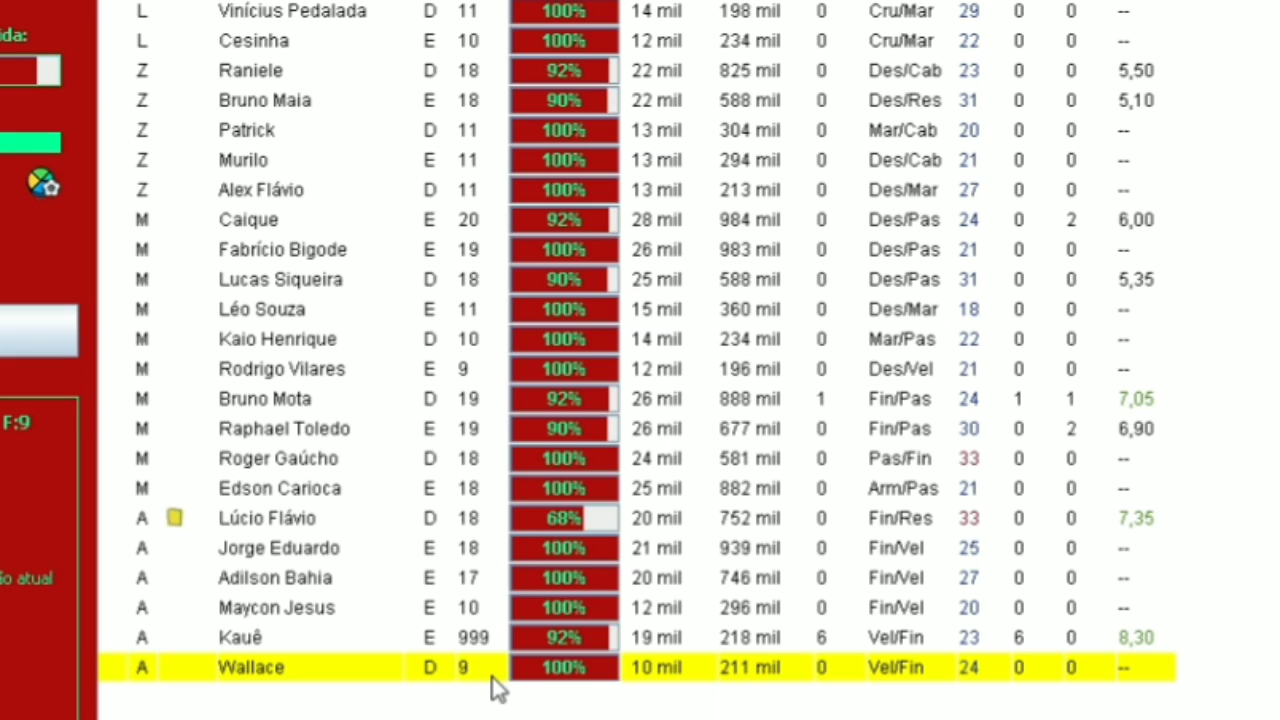 L Vinícius Pedalada D 11 100% 14 mil 198 mil 0 Cru/Mar 29 0 0 --
ida:
L Cesinha E 10 100% 12 mil 234 mil 0 Cru/Mar 22 0 0 --
Z Raniele D 18 92% 22 mil 825 mil 0 Des/Cab 23 0 0 5,50
Z Bruno Maia E 18 90% 22 mil 588 mil 0 Des/Res 31 0 0 5,10
Z Patrick D 11 100% 13 mil 304 mil 0 Mar/Cab 20 0 0 --
Z Murilo E 11 100% 13 mil 294 mil 0 Des/Cab 21 0 0 --
Z Alex Flávio D 11 100% 13 mil 213 mil 0 Des/Mar 27 0 0 --
M Caique E 20 92% 28 mil 984 mil 0 Des/Pas 24 0 2 6,00
M Fabrício Bigode E 19 100% 26 mil 983 mil 0 Des/Pas 21 0 0 --
M Lucas Siqueira D 18 90% 25 mil 588 mil 0 Des/Pas 31 0 0 5,35
M Léo Souza E 11 100% 15 mil 360 mil 0 Des/Mar 18 0 0 --
M Kaio Henrique D 10 100% 14 mil 234 mil 0 Mar/Pas 22 0 0 --
M Rodrigo Vilares E 9 100% 12 mil 196 mil 0 Des/Vel 21 0 0 --
M Bruno Mota D 19 92% 26 mil 888 mil 1 Fin/Pas 24 1 1 7,05
F:9
M Raphael Toledo E 19 90% 26 mil 677 mil 0 Fin/Pas 30 0 2 6,90
M Roger Gaúcho D 18 100% 24 mil 581 mil 0 Pas/Fin 33 0 0 --
M Edson Carioca E 18 100% 25 mil 882 mil 0 Arm/Pas 21 0 0 --
A Lúcio Flávio D 18 68% 20 mil 752 mil 0 Fin/Res 33 0 0 7,35
A Jorge Eduardo E 18 100% 21 mil 939 mil 0 Fin/Vel 25 0 0 --
ão atual
A Adilson Bahia E 17 100% 20 mil 746 mil 0 Fin/Vel 27 0 0 --
A Maycon Jesus E 10 100% 12 mil 296 mil 0 Fin/Vel 20 0 0 --
A Kauê E 999 92% 19 mil 218 mil 6 Vel/Fin 23 6 0 8,30
A Wallace D 9 100% 10 mil 211 mil 0 Vel/Fin 24 0 0 --